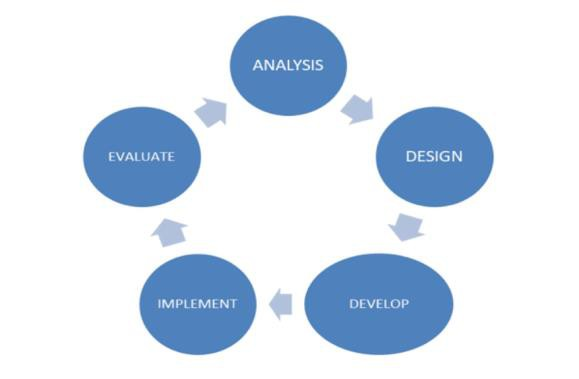 ANALYSIS
DESIGN
DEVELOP
IMPLEMENT
EVALUATE